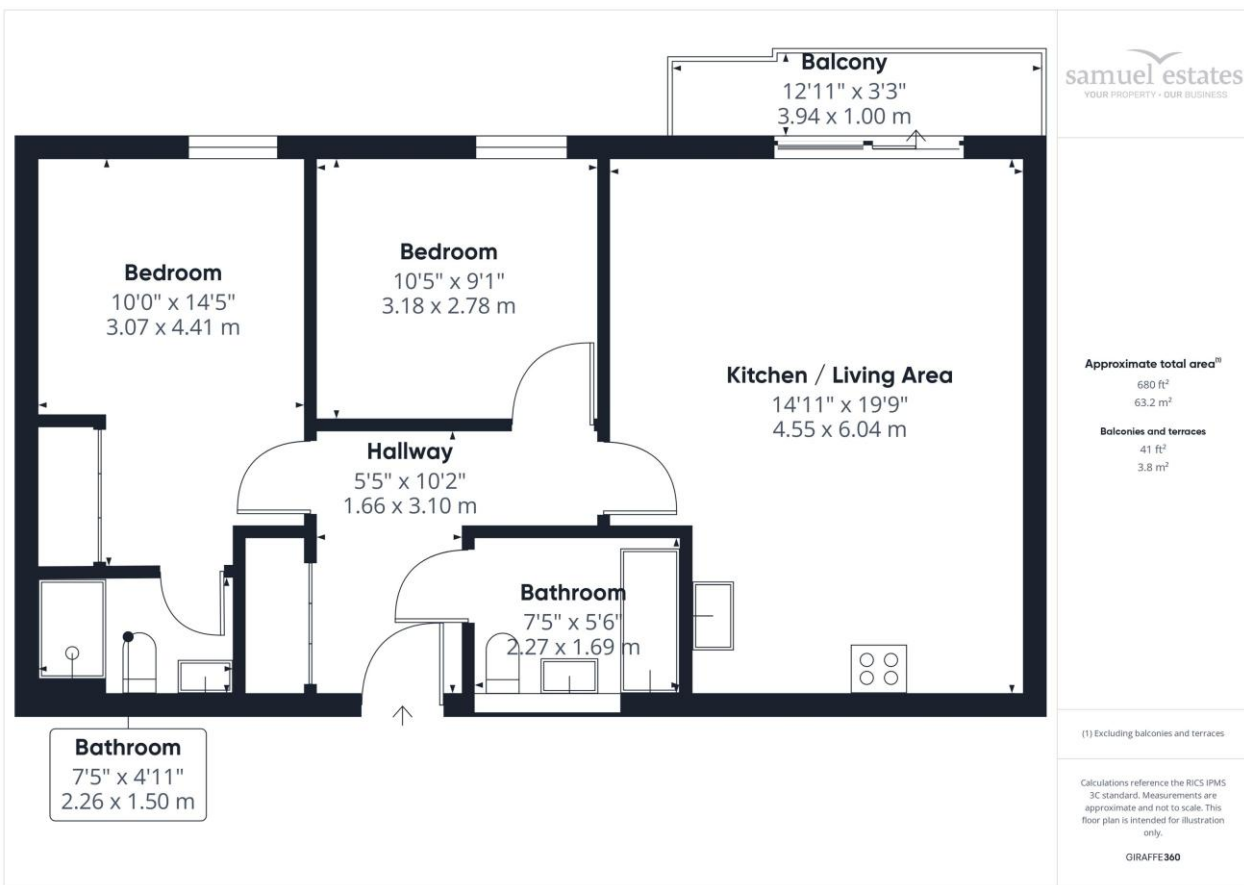 Balcony
12'11" x 3'3"
3.94 x 1.00 m
Bedroom
10'0" x 14'5"
3.07 x 4.41 m
Bedroom
10'5" x 9'1"
3.18 x 2.78 m
Kitchen / Living Area
14'11" x 19'9"
4.55 x 6.04 m
Hallway
5'5" x 10'2"
1.66 x 3.10 m
Bathroom
7'5" x 5'6"
2.27 x 1.69 m
Bathroom
7'5" x 4'11"
2.26 x 1.50 m
samuel estates
YOUR PROPERTY • OUR BUSINESS
Approximate total area(1)
680 ft²
63.2 m²
Balconies and terraces
41 ft²
3.8 m²
(1) Excluding balconies and terraces
Calculations reference the RICS IPMS
3C standard. Measurements are
approximate and not to scale. This
floor plan is intended for illustration
only.
GIRAFFE360